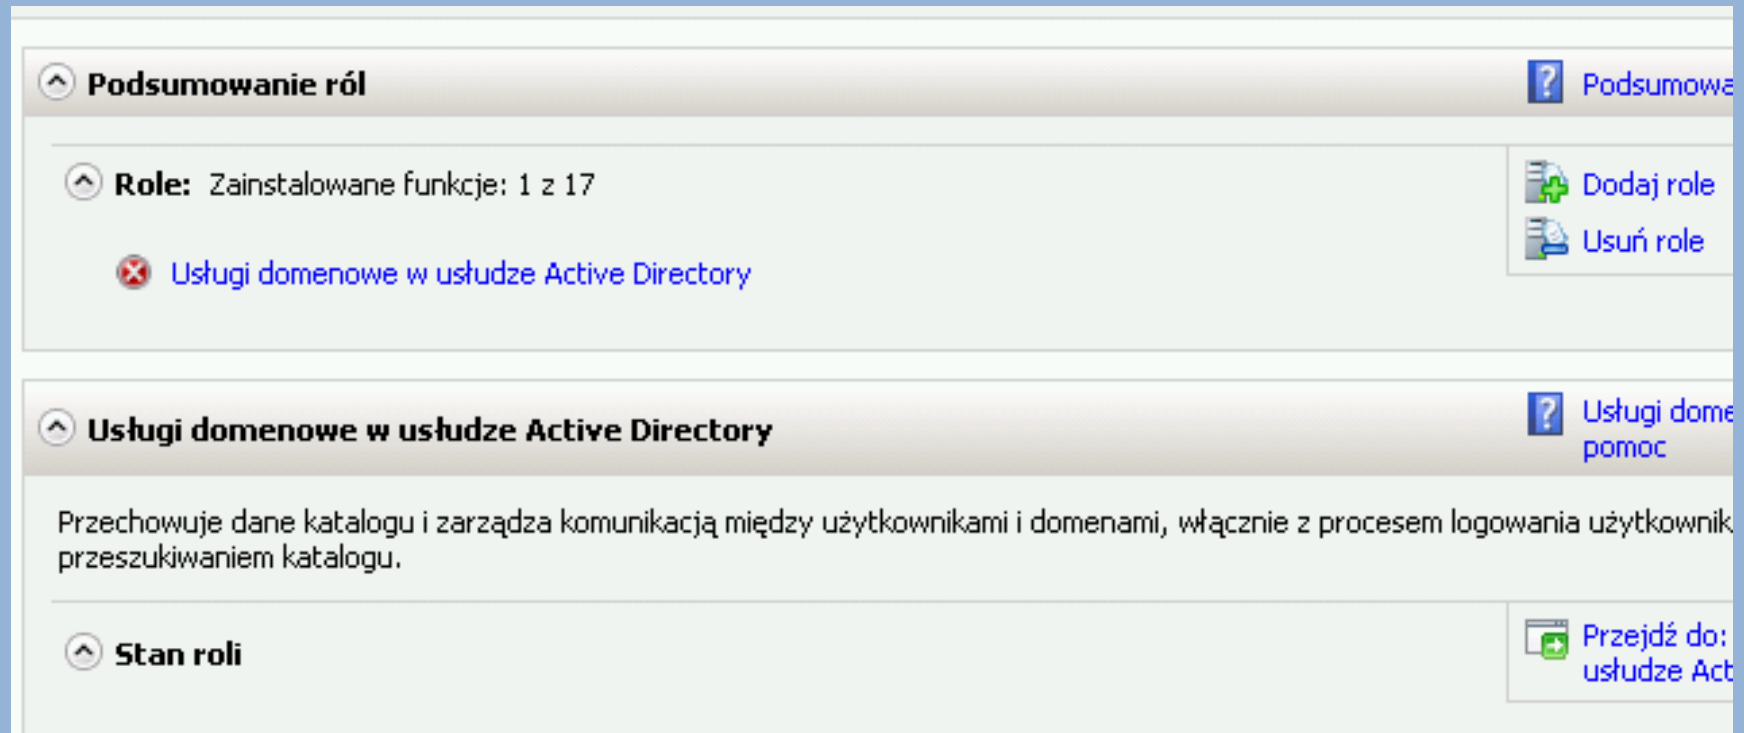 Podsumowanie ról
Role: Zainstalowane funkcje: 1 z 17
Dodaj role
Usuń role
Usługi domenowe w usłudze Active Directory
Usługi domenowe w usłudze Active Directory
Usługi
pomoc
Przechowuje dane katalogu i zarządza komunikacją między użytkownikami i domenami, włącznie z procesem logowania
przeszukiwaniem katalogu.
Stan roli
Przejdź do:
usłudze